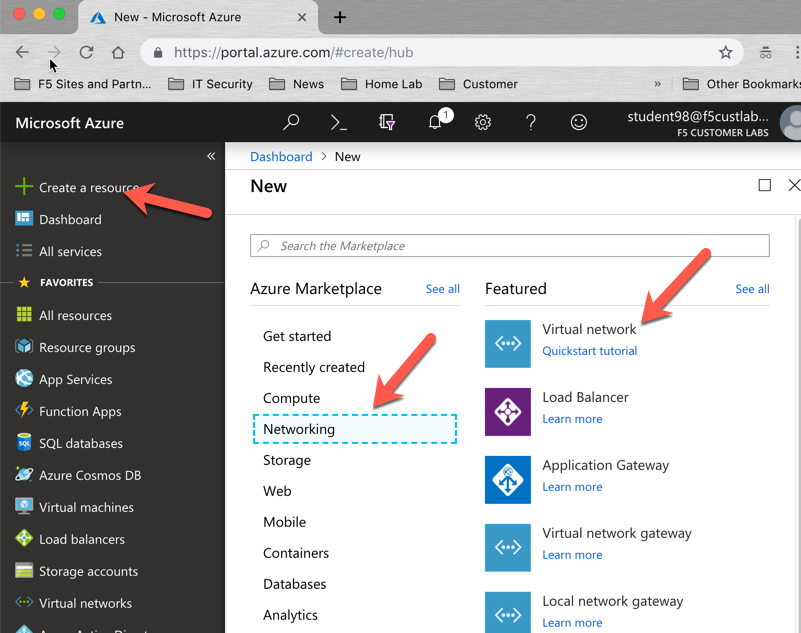 New - Microsoft Azure
https://portal.azure.com/#create/hub
F5 Sites and Partn... IT Security News Home Lab Customer » Other Bookmarks
Microsoft Azure
1
student98@f5custlab...
F5 CUSTOMER LABS
«
Create a resource
Dashboard
All services
FAVORITES
All resources
Resource groups
App Services
Function Apps
SQL databases
Azure Cosmos DB
Virtual machines
Load balancers
Storage accounts
Virtual networks
Dashboard > New
New
Search the Marketplace
Azure Marketplace See all
Get started
Recently created
Compute
Networking
Storage
Web
Mobile
Containers
Databases
Analytics
Featured See all
Virtual network
Quickstart tutorial
Load Balancer
Learn more
Application Gateway
Learn more
Virtual network gateway
Learn more
Local network gateway
Learn more